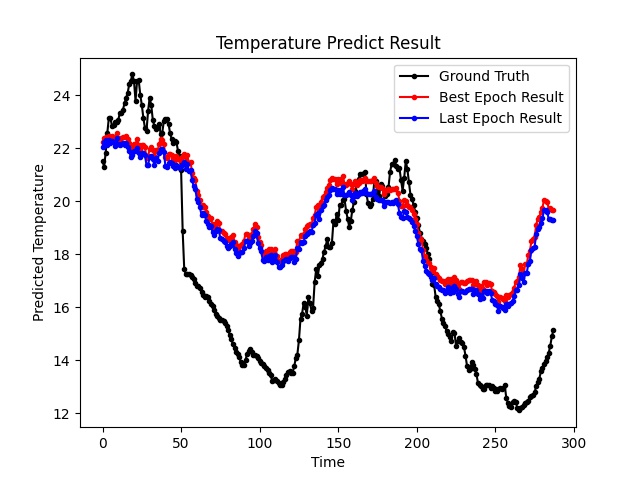 Temperature Predict Result
Ground Truth
Best Epoch Result
Last Epoch Result
Predicted Temperature
24
22
20
18
16
14
12
0 50 100 150 200 250 300
Time